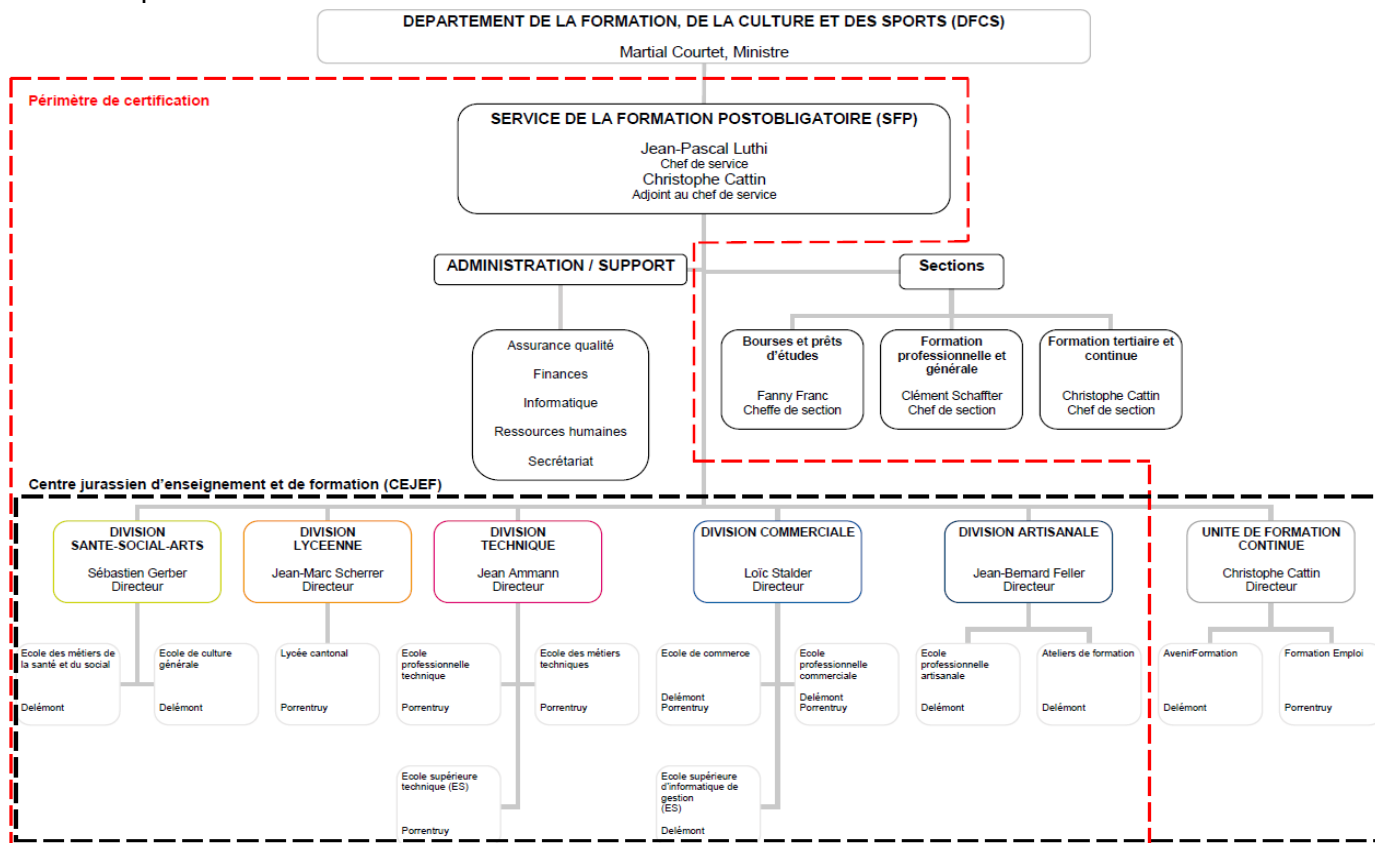 DEPARTEMENT DE LA FORMATION, DE LA CULTURE ET DES SPORTS (DFCS)
Martial Courtet, Ministre
Périmètre de certification
SERVICE DE LA FORMATION POSTOBLIGATOIRE (SFP)
Jean-Pascal Luthi
Chef de service
Christophe Cattin
Adjoint au chef de service
ADMINISTRATION / SUPPORT
Assurance qualité
Finances
Informatique
Ressources humaines
Secrétariat
Sections
Bourses et prêts
d'études
Fanny Franc
Cheffe de section
Formation
professionnelle et
générale
Clément Schaffter
Chef de section
Formation tertiaire et
continue
Christophe Cattin
Chef de section
Centre jurassien d'enseignement et de formation (CEJEF)
DIVISION
SANTE-SOCIAL-ARTS
Sébastien Gerber
Directeur
DIVISION
LYCEENNE
Jean-Marc Scherrer
Directeur
DIVISION
TECHNIQUE
Jean Ammann
Directeur
DIVISION COMMERCIALE
Loïc Stalder
Directeur
DIVISION ARTISANALE
Jean-Bernard Feller
Directeur
UNITE DE FORMATION
CONTINUE
Christophe Cattin
Directeur
Ecole des métiers de
la santé et du social
Delémont
Ecole de culture
générale
Delémont
Lycée cantonal
Porrentruy
Ecole
professionnelle
technique
Porrentruy
Ecole des métiers
techniques
Porrentruy
Ecole de commerce
Delémont
Porrentruy
Ecole
professionnelle
commerciale
Delémont
Porrentruy
Ecole
professionnelle
artisanale
Delémont
Ateliers de formation
Delémont
AvenirFormation
Delémont
Formation Emploi
Porrentruy
Ecole supérieure
technique (ES)
Porrentruy
Ecole supérieure
d'informatique de
gestion
(ES)
Delémont